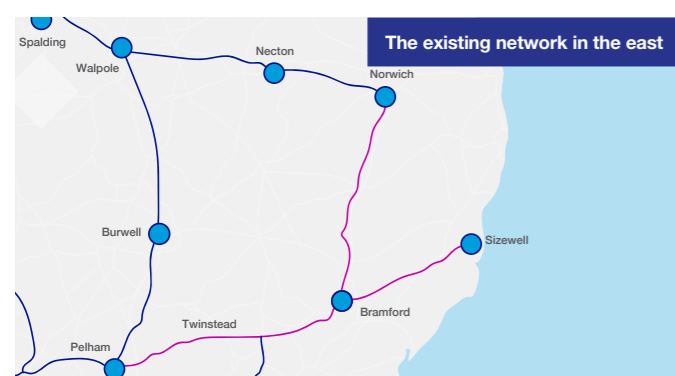 The existing network in the east
Spalding
Walpole
Necton
Norwich
Burwell
Sizewell
Bramford
Twinstead
Pelham